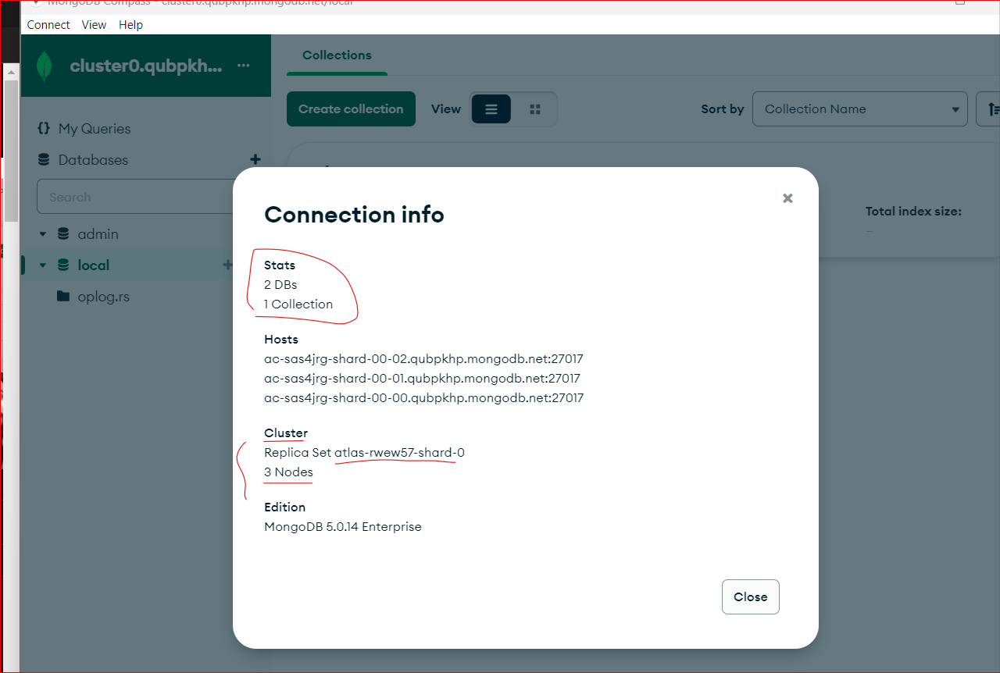 MongoDB Compass - cluster0.qubpkhp.mongodb.net/local
Connect View Help
cluster0.qubpkh... ...
Collections
Create collection View Sort by Collection Name
{} My Queries
Databases +
Search
admin
local +
oplog.rs
Total index size:
–
Connection info
Stats
2 DBs
1 Collection
Hosts
ac-sas4jrg-shard-00-02.qubpkhp.mongodb.net:27017
ac-sas4jrg-shard-00-01.qubpkhp.mongodb.net:27017
ac-sas4jrg-shard-00-00.qubpkhp.mongodb.net:27017
Cluster
Replica Set atlas-rwew57-shard-0
3 Nodes
Edition
MongoDB 5.0.14 Enterprise
Close